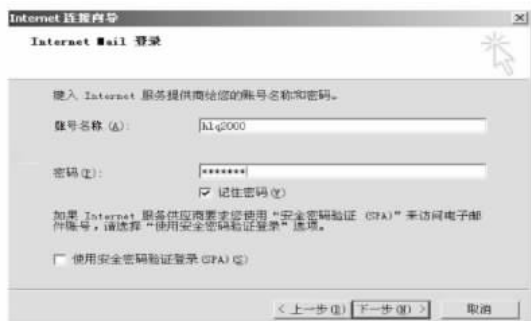 Internet 连接向导
Internet Mail 登录
键入 Internet 服务提供商给您的账号名称和密码。
账号名称 (A): hlq2000
密码(P): *******
记住密码(W)
如果 Internet 服务供应商要求您使用“安全密码验证 (SPA)”来访问电子邮
件账号，请选择“使用安全密码验证登录”选项。
使用安全密码验证登录(SPA)(S)
< 上一步(B) 下一步(N) > 取消